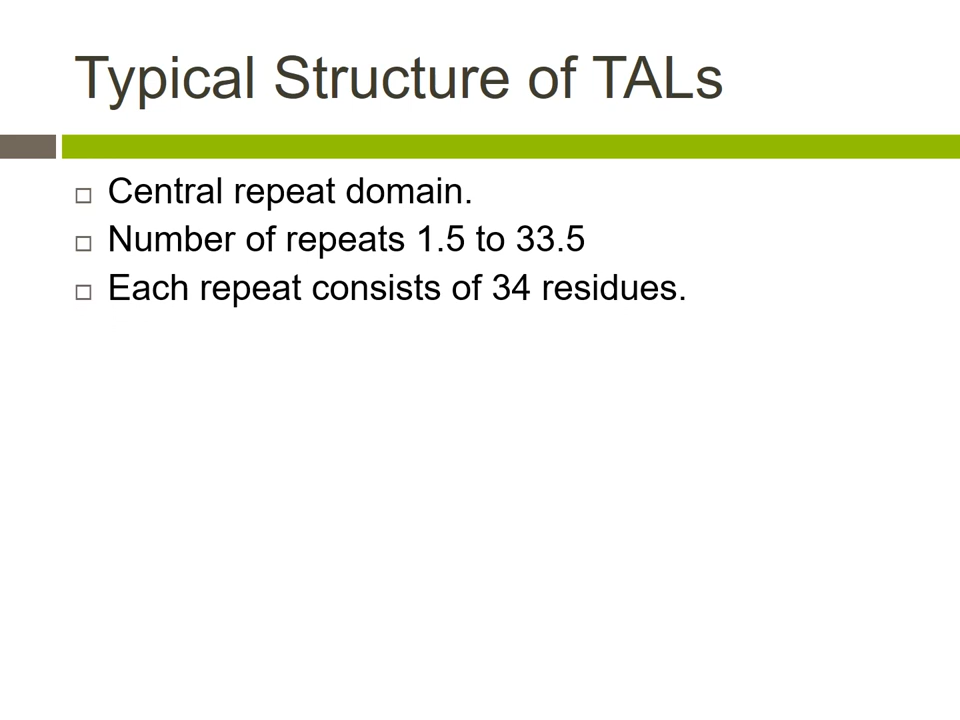 Typical Structure of TALs
Central repeat domain.
Number of repeats 1.5 to 33.5
Each repeat consists of 34 residues.